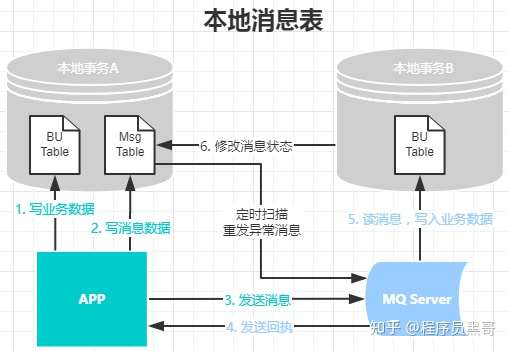 本地消息表
本地事务A
本地事务B
BU
Table
Msg
Table
BU
Table
6. 修改消息状态
1. 写业务数据
2. 写消息数据
定时扫描
重发异常消息
5. 读消息，写入业务数据
APP
3. 发送消息
MQ Server
4. 发送回执
知乎 @程序员黑哥